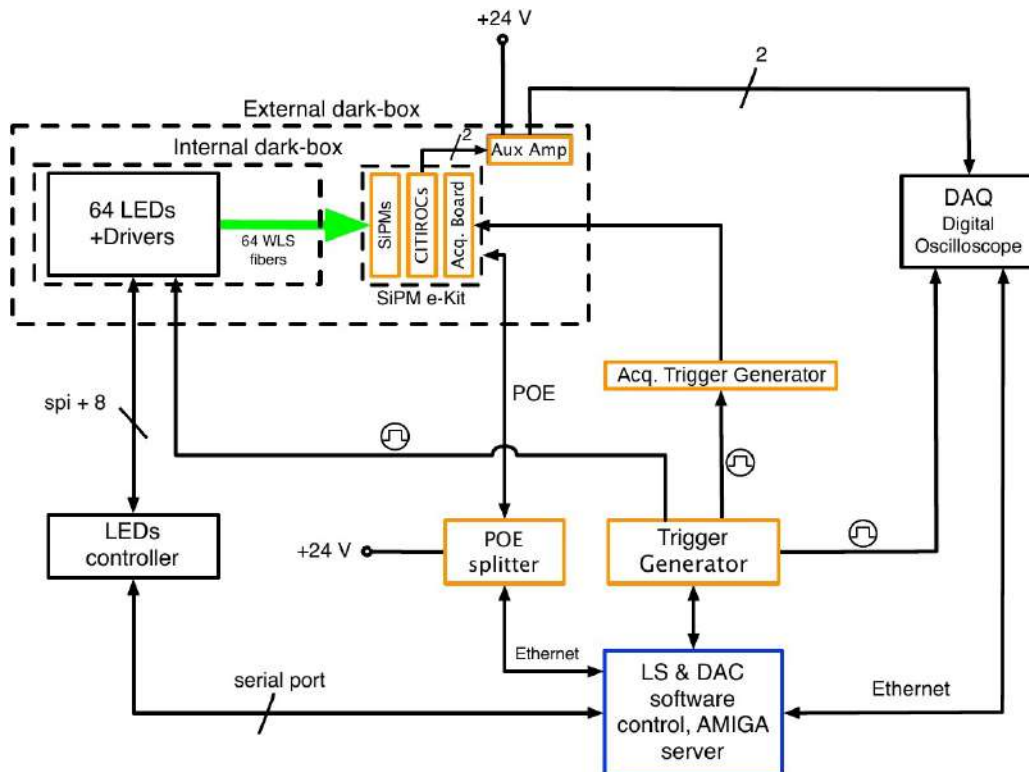 +24 V
2
External dark-box
2
Aux Amp
Internal dark-box
64 LEDs
+Drivers
64 WLS
fibers
SiPMs
CITIROCs
Acq. Board
SiPM e-Kit
DAQ
Digital
Oscilloscope
Acq. Trigger Generator
POE
spi + 8
LEDs
controller
+24 V
POE
splitter
Trigger
Generator
Ethernet
LS & DAC
software
control, AMIGA
server
serial port
Ethernet